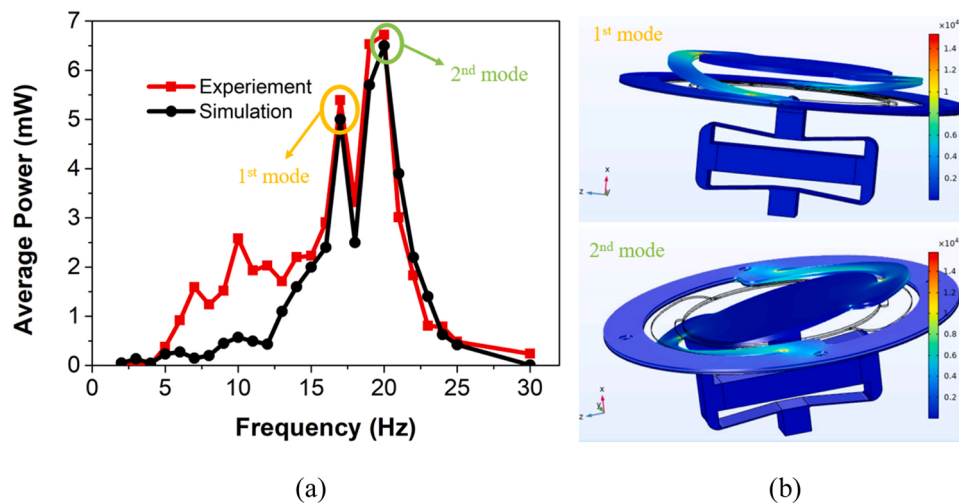 7
6
5
4
3
2
1
0
Average Power (mW)
Experiement
Simulation
1st mode
2nd mode
0 5 10 15 20 25 30
Frequency (Hz)
(a)
1st mode
×10⁴
1.4
1.2
1
0.8
0.6
0.4
0.2
x
z
y
2nd mode
×10⁴
1.4
1.2
1
0.8
0.6
0.4
0.2
x
y
z
(b)